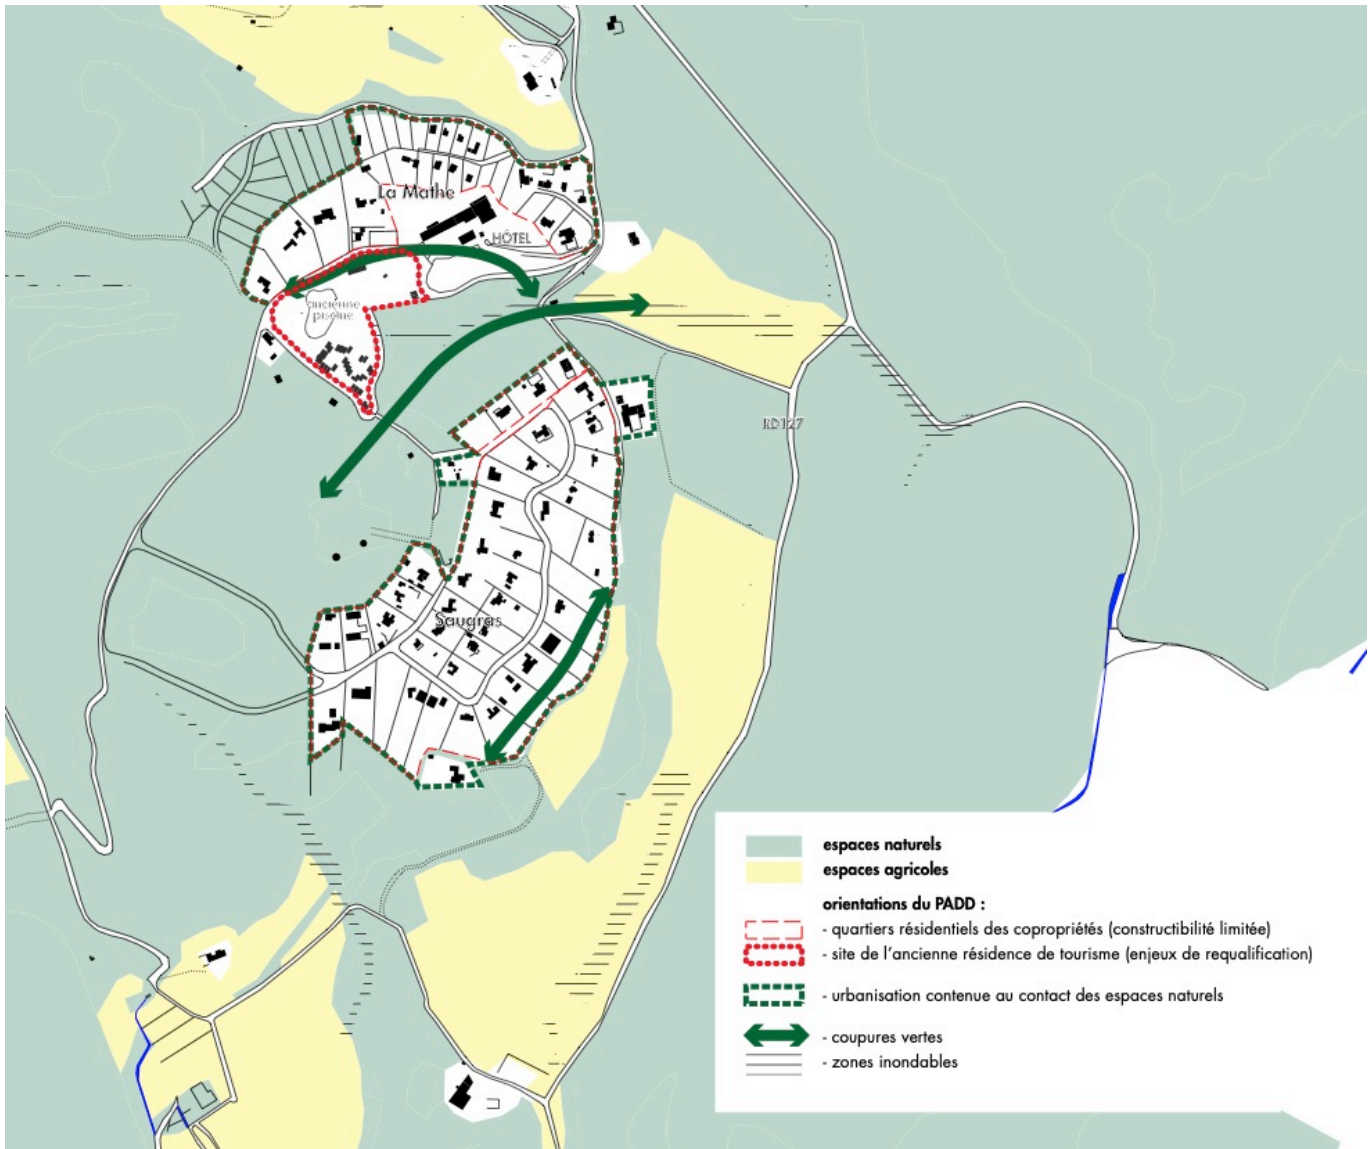 La Mathe
HÔTEL
ancienne
piscine
RD127
Saugras
espaces naturels
espaces agricoles
orientations du PADD :
- quartiers résidentiels des copropriétés (constructibilité limitée)
- site de l'ancienne résidence de tourisme (enjeux de requalification)
- urbanisation contenue au contact des espaces naturels
- coupures vertes
- zones inondables